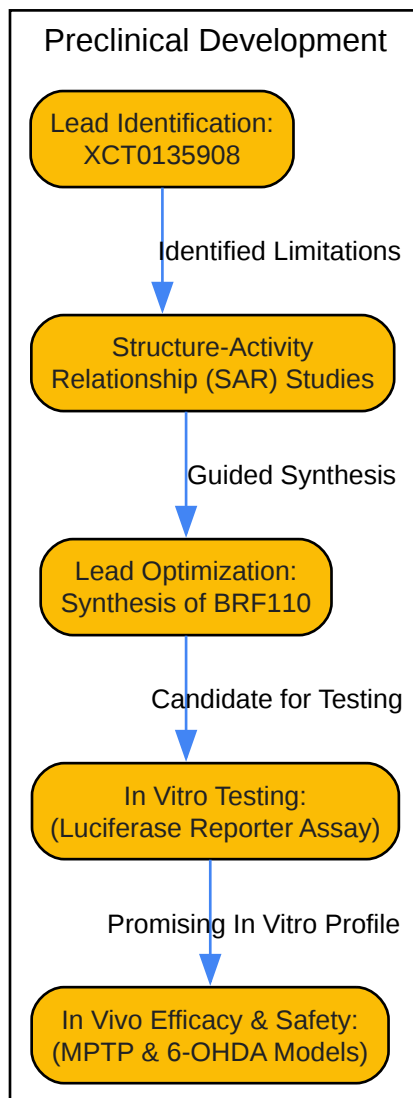 Preclinical Development
Lead Identification:
XCT0135908
Identified Limitations
Structure-Activity
Relationship (SAR) Studies
Guided Synthesis
Lead Optimization:
Synthesis of BRF110
Candidate for Testing
In Vitro Testing:
(Luciferase Reporter Assay)
Promising In Vitro Profile
In Vivo Efficacy & Safety:
(MPTP & 6-OHDA Models)